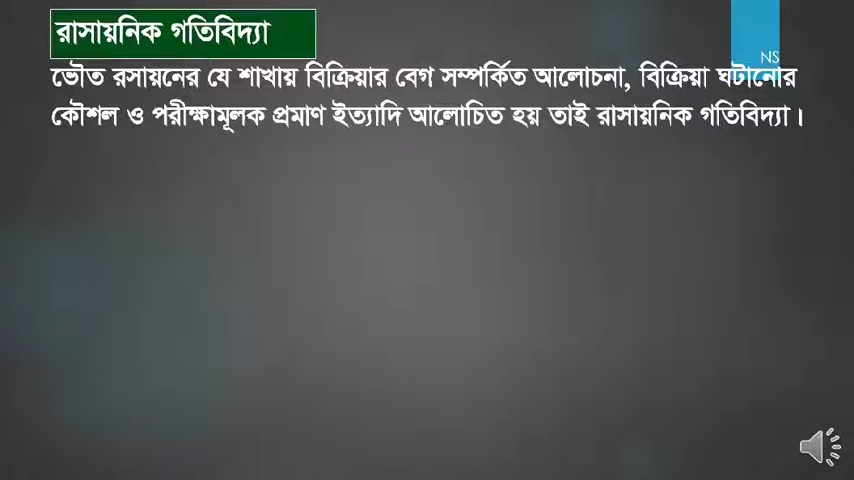 রাসায়নিক গতিবিদ্যা
NS
ভৌত রসায়নের যে শাখায় বিক্রিয়ার বেগ সম্পর্কিত আলোচনা, বিক্রিয়া ঘটানোর
কৌশল ও পরীক্ষামূলক প্রমাণ ইত্যাদি আলোচিত হয় তাই রাসায়নিক গতিবিদ্যা।